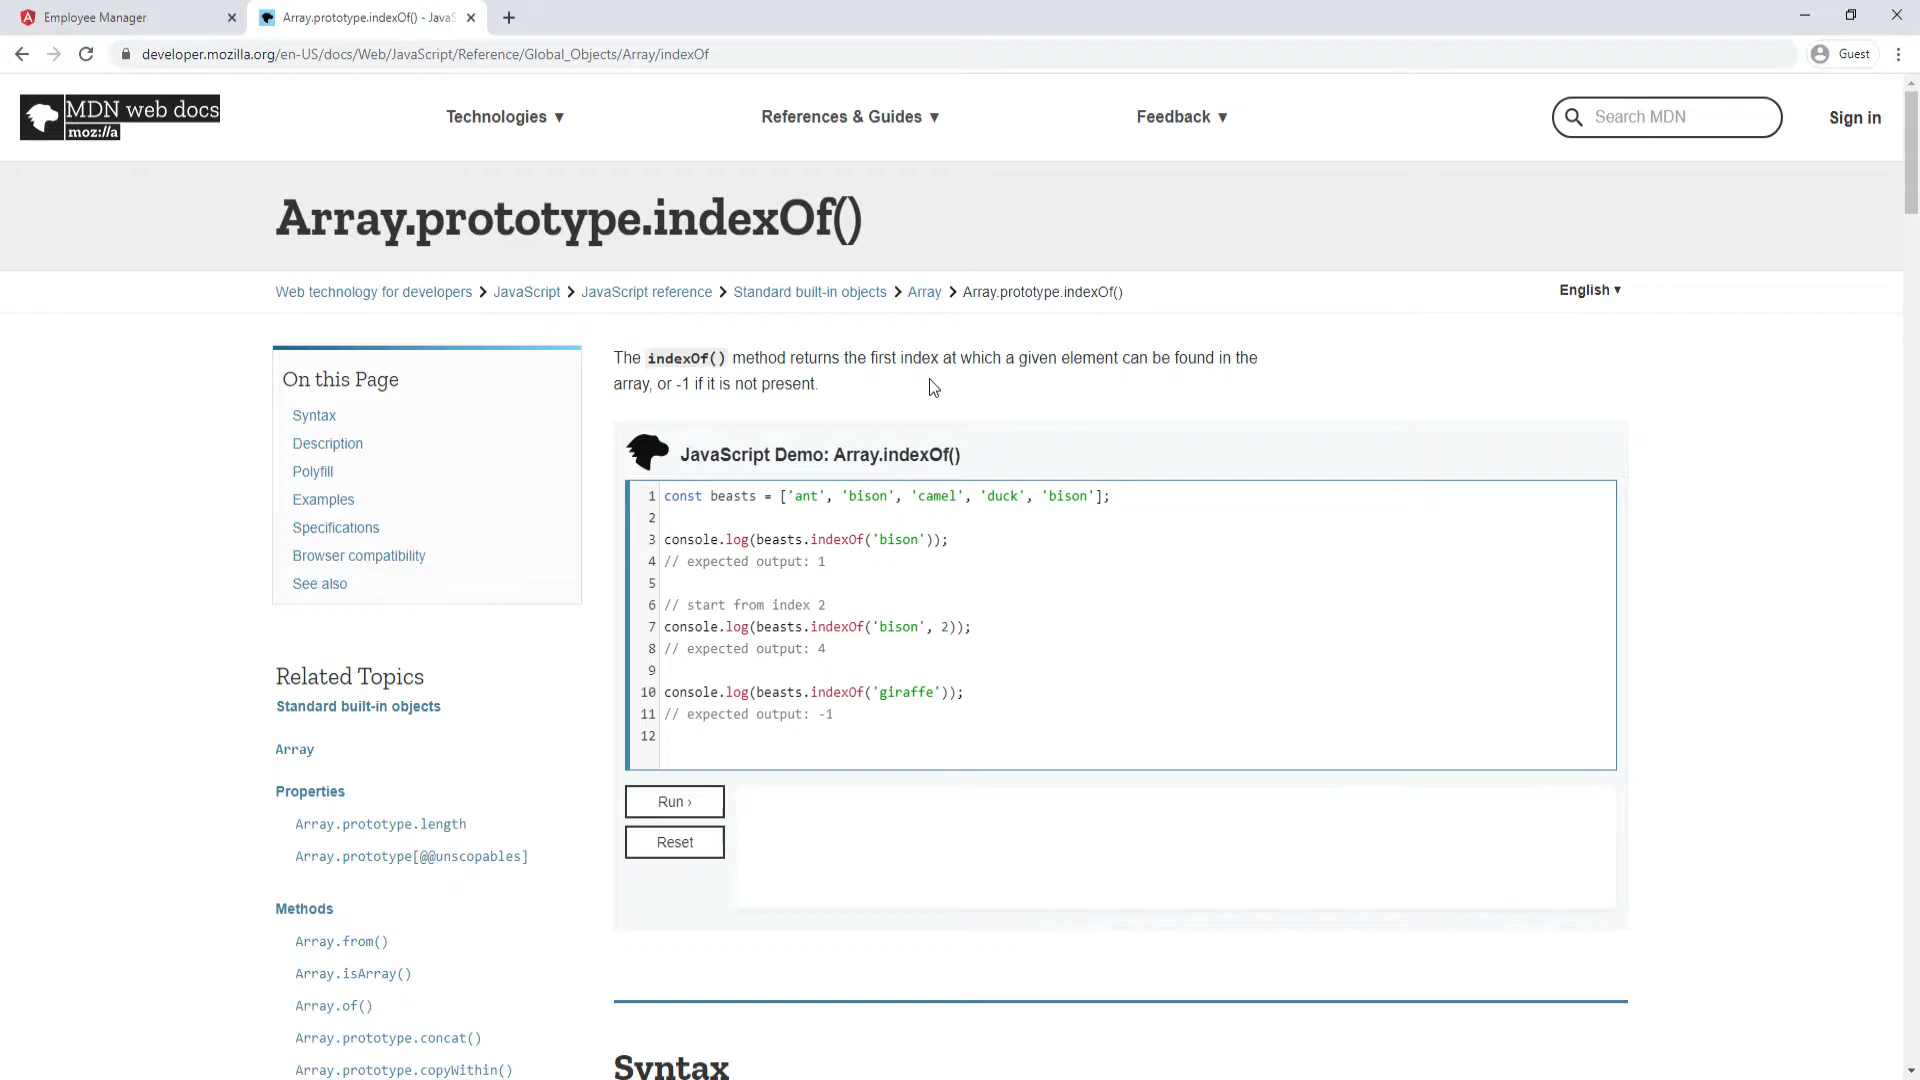 Employee Manager
Array.prototype.indexOf() - JavaS
Guest
developer.mozilla.org/en-US/docs/Web/JavaScript/Reference/Global_Objects/Array/indexOf
MDN web docs
moz://a
Technologies ▼
References & Guides ▼
Feedback ▼
Search MDN
Sign in
Array.prototype.indexOf()
Web technology for developers > JavaScript > JavaScript reference > Standard built-in objects > Array > Array.prototype.indexOf()
English ▾
On this Page
Syntax
Description
Polyfill
Examples
Specifications
Browser compatibility
See also
Related Topics
Standard built-in objects
Array
Properties
Array.prototype.length
Array.prototype[@@unscopables]
Methods
Array.from()
Array.isArray()
Array.of()
Array.prototype.concat()
Array.prototype.copyWithin()
The indexOf() method returns the first index at which a given element can be found in the
array, or -1 if it is not present.
JavaScript Demo: Array.indexOf()
1 const beasts = ['ant', 'bison', 'camel', 'duck', 'bison'];
2
3 console.log(beasts.indexOf('bison'));
4 // expected output: 1
5
6 // start from index 2
7 console.log(beasts.indexOf('bison', 2));
8 // expected output: 4
9
10 console.log(beasts.indexOf('giraffe'));
11 // expected output: -1
12
Run ›
Reset
Syntax